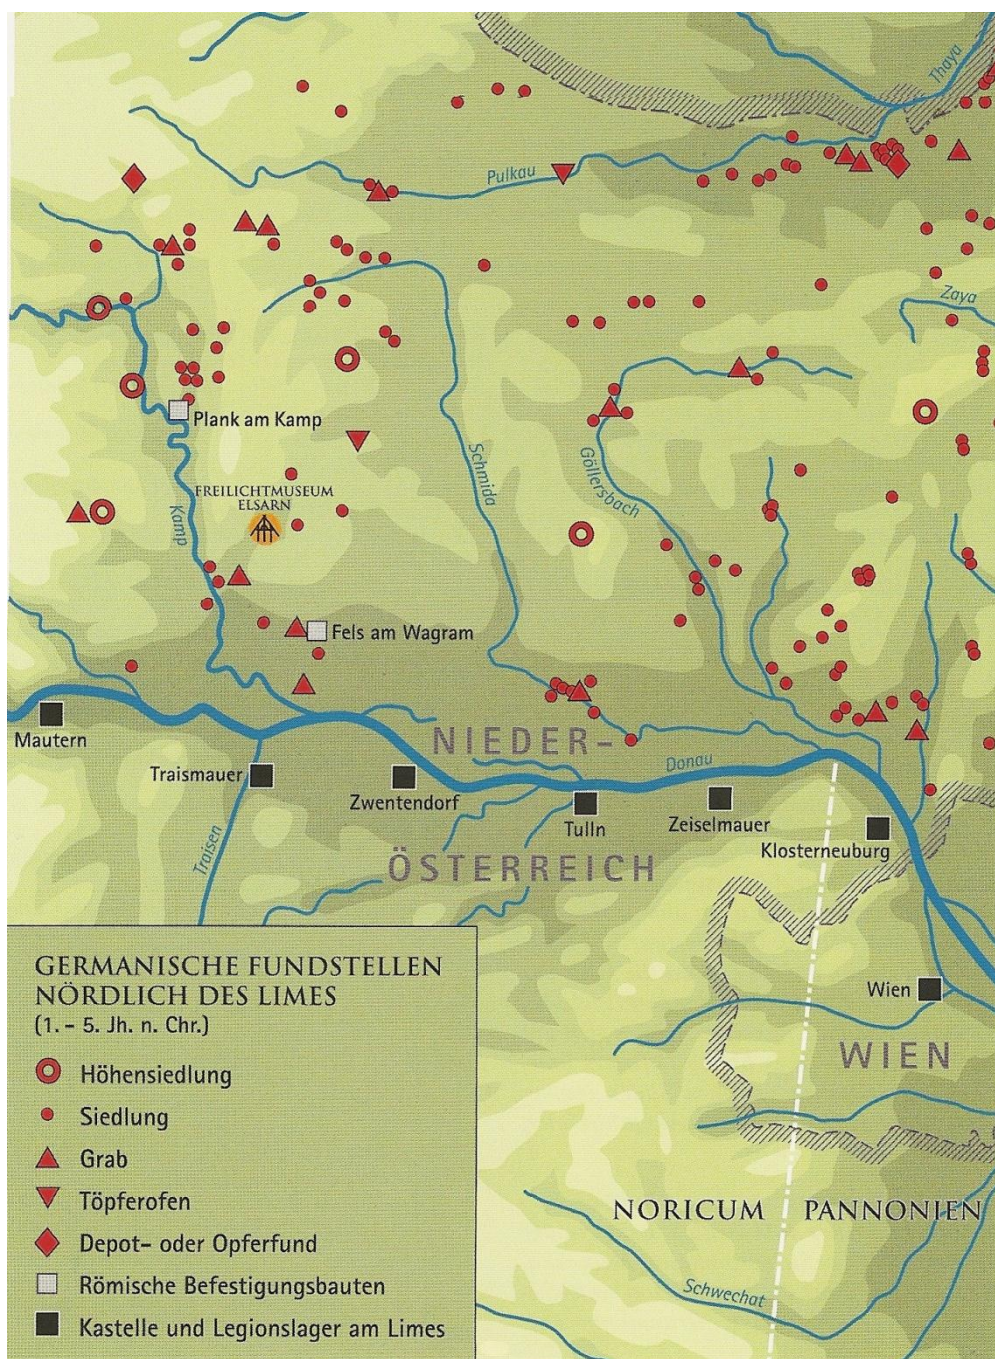 Thaya
Pulkau
Zaya
Plank am Kamp
Schmida
Göllersbach
FREILICHTMUSEUM
ELSARN
Kamp
Fels am Wagram
Mautern
NIEDER-
Donau
Traismauer
Zwentendorf
Tulln
Zeiselmauer
Klosterneuburg
Traisen
ÖSTERREICH
Wien
WIEN
NORICUM
PANNONIEN
Schwechat
GERMANISCHE FUNDSTELLEN
NÖRDLICH DES LIMES
(1. – 5. Jh. n. Chr.)
Höhensiedlung
Siedlung
Grab
Töpferofen
Depot- oder Opferfund
Römische Befestigungsbauten
Kastelle und Legionslager am Limes